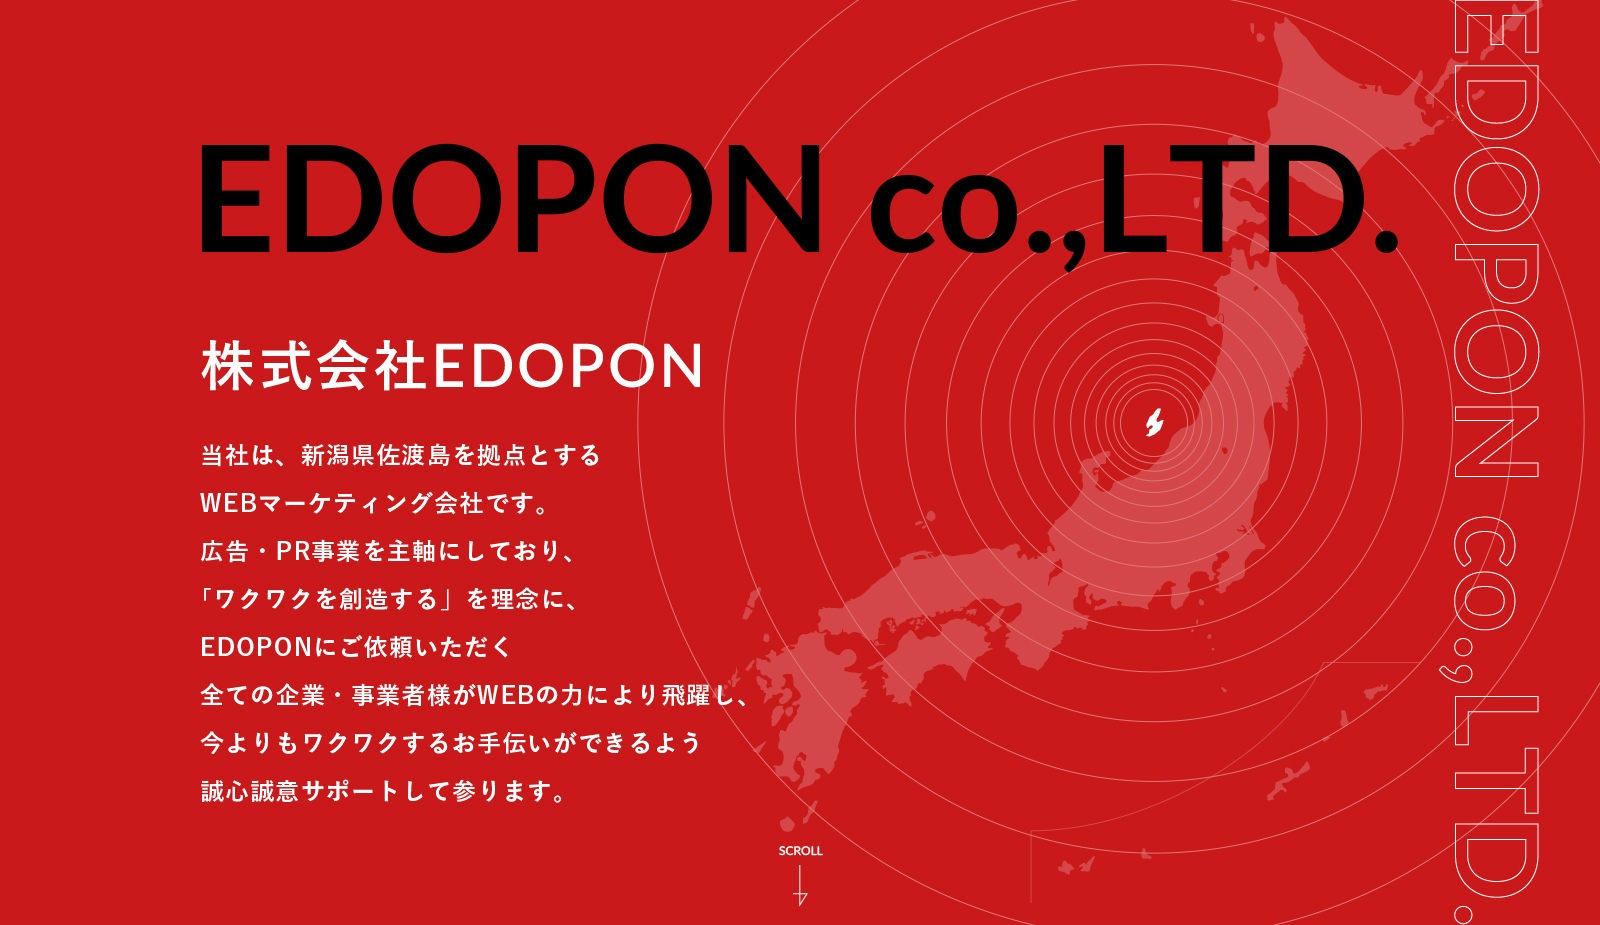 EDOPON co.,LTD.
株式会社EDOPON
当社は、新潟県佐渡島を拠点とする
WEBマーケティング会社です。
広告・PR事業を主軸にしており、
「ワクワクを創造する」を理念に、
EDOPONにご依頼いただく
全ての企業・事業者様がWEBの力により飛躍し、
今よりもワクワクするお手伝いができるよう
誠心誠意サポートして参ります。
SCROLL
EDOPON co.,LTD.